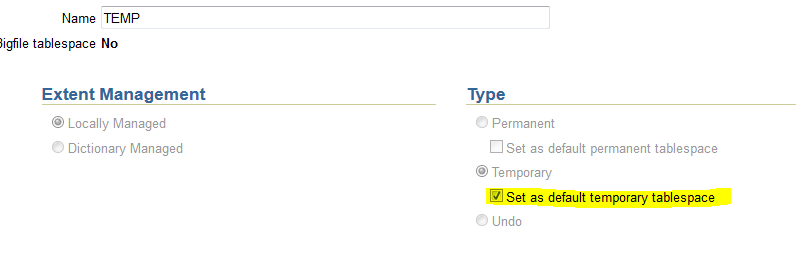 Name TEMP
Bigfile tablespace No
Extent Management
Locally Managed
Dictionary Managed
Type
Permanent
Set as default permanent tablespace
Temporary
Set as default temporary tablespace
Undo